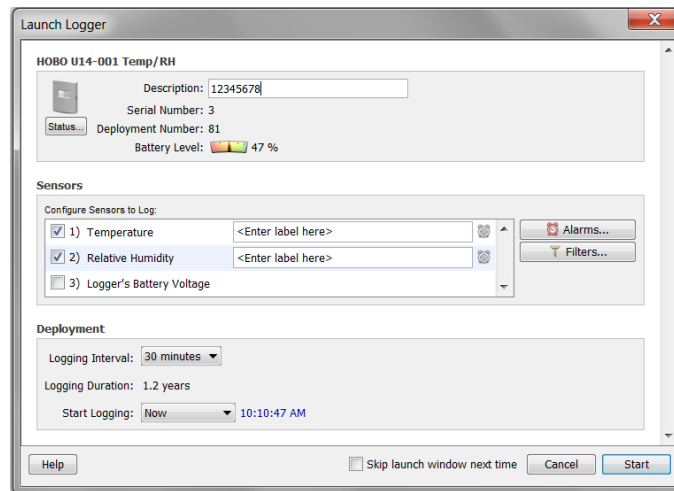 Launch Logger
HOBO U14-001 Temp/RH
Description: 12345678
Serial Number: 3
Status... Deployment Number: 81
Battery Level: 47 %
Sensors
Configure Sensors to Log:
1) Temperature <Enter label here> Alarms...
2) Relative Humidity <Enter label here> Filters...
3) Logger's Battery Voltage
Deployment
Logging Interval: 30 minutes
Logging Duration: 1.2 years
Start Logging: Now 10:10:47 AM
Help Skip launch window next time Cancel Start